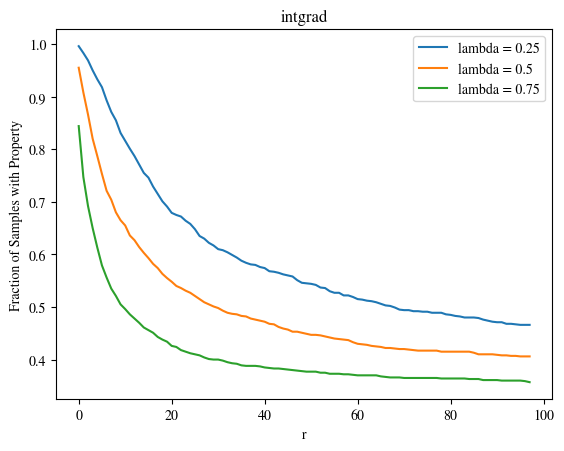 intgrad
lambda = 0.25
lambda = 0.5
lambda = 0.75
Fraction of Samples with Property
1.0
0.9
0.8
0.7
0.6
0.5
0.4
0 20 40 60 80 100
r